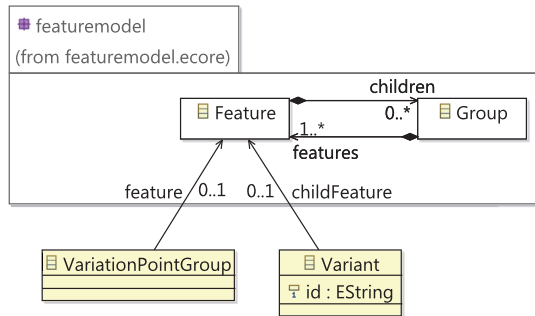 featuremodel
(from featuremodel.ecore)
children
Feature
0..*
Group
1..*
features
feature
0..1
0..1
childFeature
VariationPointGroup
Variant
id : EString